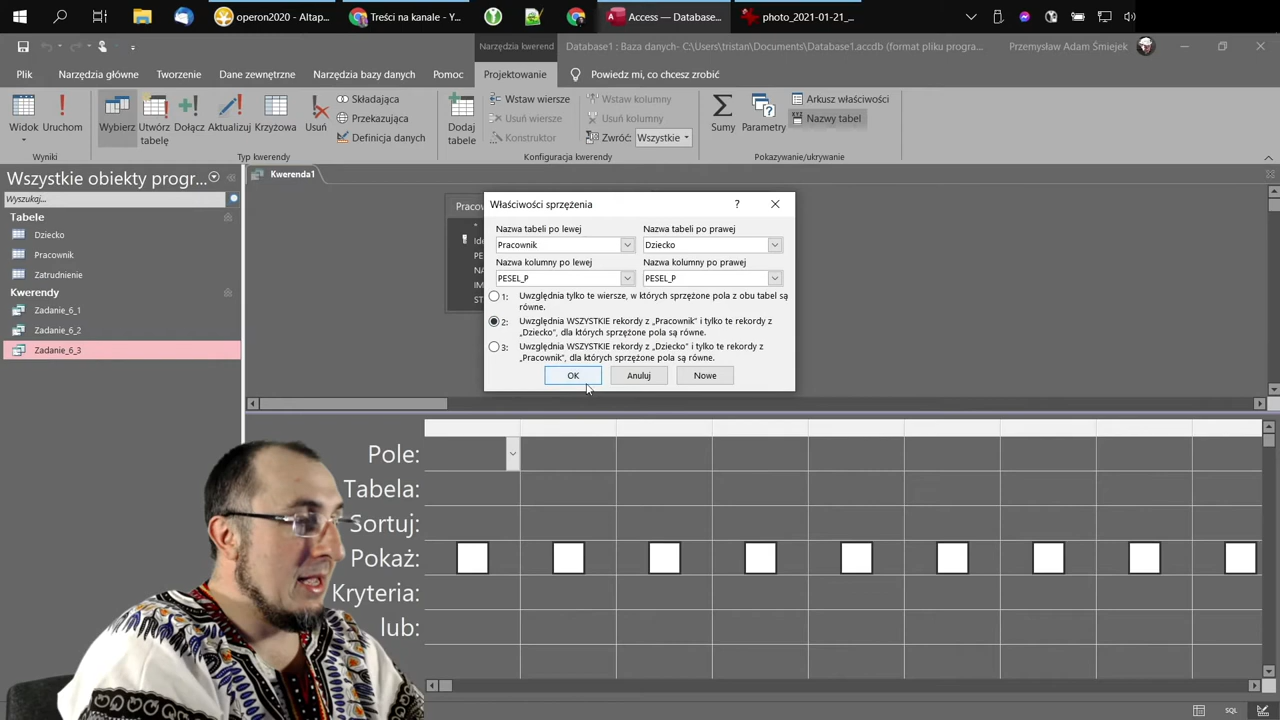 operon2020 - Altap...
Treści na kanale - Y...
Access — Database...
photo_2021-01-21_...
Narzędzia kwerend
Database1 : Baza danych- C:\Users\tristan\Documents\Database1.accdb (format pliku progra...
Przemysław Adam Śmiejek
Plik
Narzędzia główne
Tworzenie
Dane zewnętrzne
Narzędzia bazy danych
Pomoc
Projektowanie
Powiedz mi, co chcesz zrobić
Widok
Uruchom
Wybierz
Utwórz
tabelę
Dołącz
Aktualizuj
Krzyżowa
Usuń
Składająca
Przekazująca
Definicja danych
Dodaj
tabele
Wstaw wiersze
Usuń wiersze
Konstruktor
Wstaw kolumny
Usuń kolumny
Zwróć: Wszystkie
Sumy
Parametry
Arkusz właściwości
Nazwy tabel
Wyniki
Typ kwerendy
Konfiguracja kwerendy
Pokazywanie/ukrywanie
Wszystkie obiekty progr...
Wyszukaj...
Tabele
Dziecko
Pracownik
Zatrudnienie
Kwerendy
Zadanie_6_1
Zadanie_6_2
Zadanie_6_3
Kwerenda1
Pracow
*
Ide
PE
NA
IM
ST
Właściwości sprzężenia
?
Nazwa tabeli po lewej
Nazwa tabeli po prawej
Pracownik
Dziecko
Nazwa kolumny po lewej
Nazwa kolumny po prawej
PESEL_P
PESEL_P
1: Uwzględnia tylko te wiersze, w których sprzężone pola z obu tabel są
równe.
2: Uwzględnia WSZYSTKIE rekordy z „Pracownik” i tylko te rekordy z
„Dziecko”, dla których sprzężone pola są równe.
3: Uwzględnia WSZYSTKIE rekordy z „Dziecko” i tylko te rekordy z
„Pracownik”, dla których sprzężone pola są równe.
OK
Anuluj
Nowe
Pole:
Tabela:
Sortuj:
Pokaż:
Kryteria:
lub:
SQL